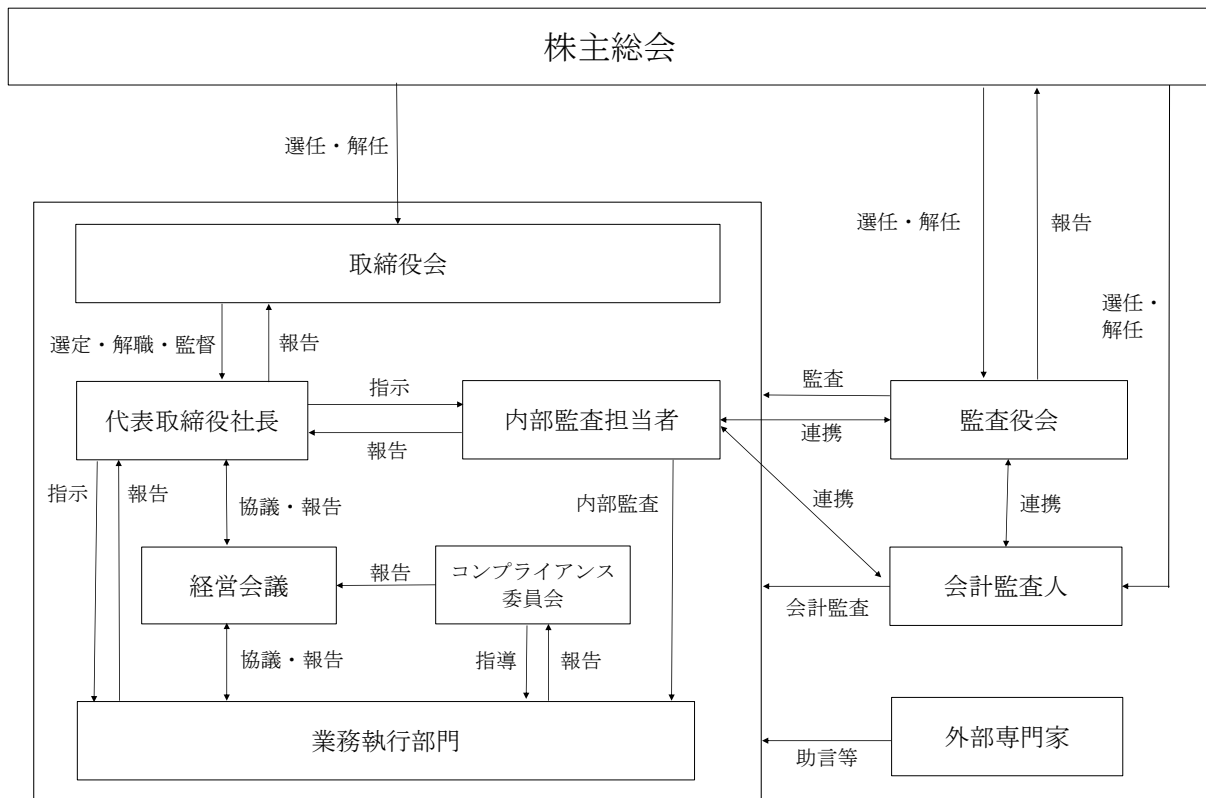 株主総会
選任・解任
選任・解任
報告
選任・
解任
取締役会
選定・解職・監督
報告
代表取締役社長
指示
報告
内部監査担当者
監査
連携
監査役会
指示
報告
協議・報告
内部監査
連携
連携
経営会議
報告
コンプライアンス
委員会
会計監査
会計監査人
協議・報告
指導
報告
業務執行部門
助言等
外部専門家